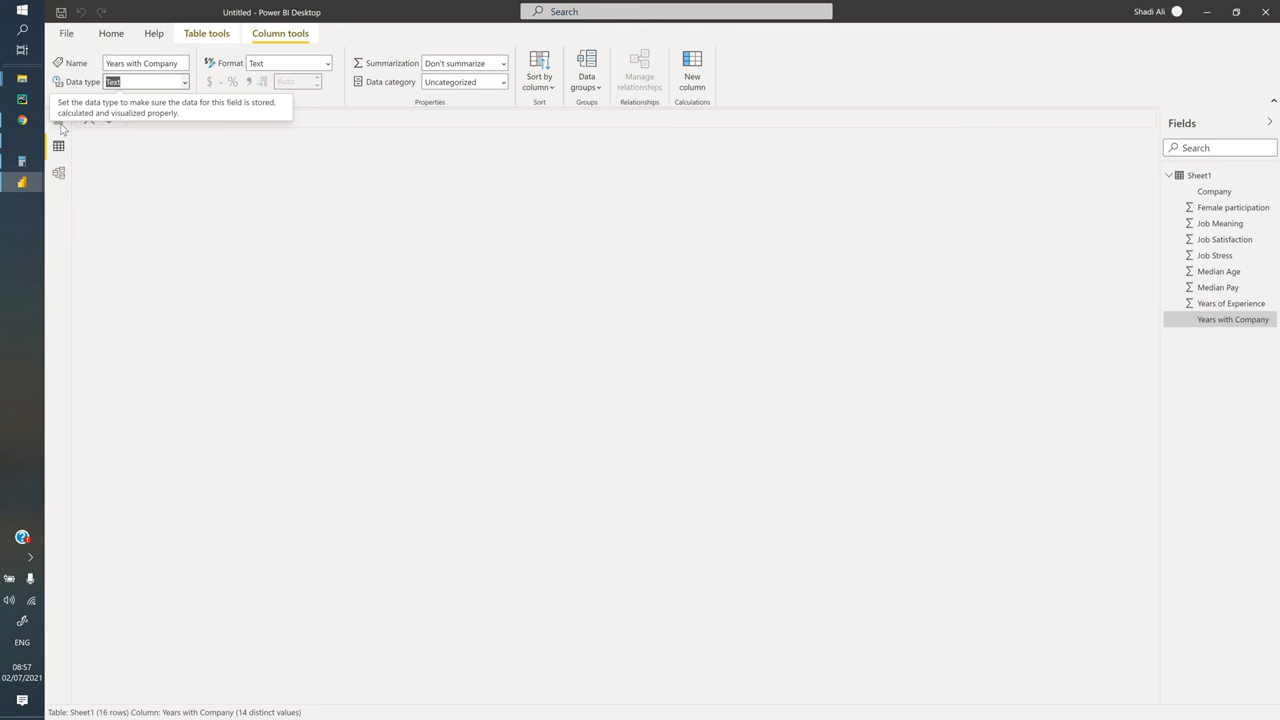 Untitled - Power BI Desktop
Search
Shadi Ali
File
Home
Help
Table tools
Column tools
Name
Years with Company
Format
Text
Summarization
Don't summarize
Data type
Text
$
%
Auto
Data category
Uncategorized
Sort by
column
Data
groups
Manage
relationships
New
column
Properties
Sort
Groups
Relationships
Calculations
Set the data type to make sure the data for this field is stored,
calculated and visualized properly.
Fields
Search
Sheet1
Company
Female participation
Job Meaning
Job Satisfaction
Job Stress
Median Age
Median Pay
Years of Experience
Years with Company
ENG
08:57
02/07/2021
Table: Sheet1 (16 rows) Column: Years with Company (14 distinct values)